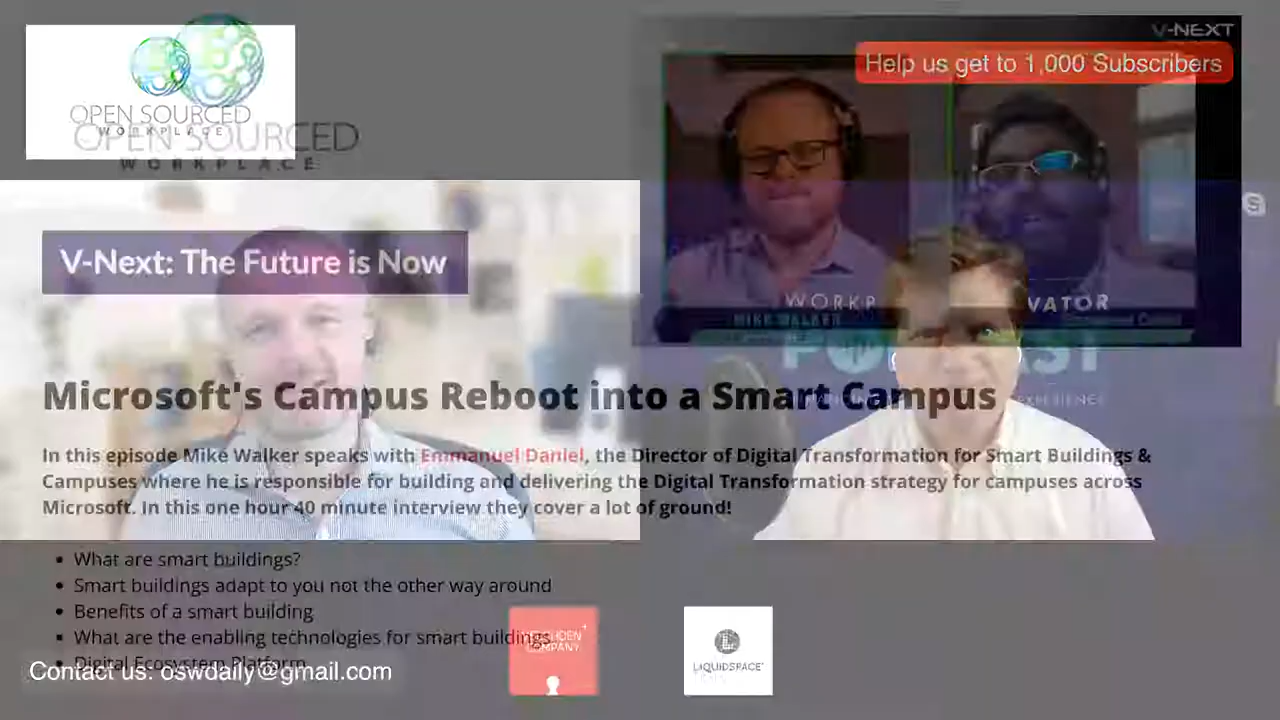 OPEN SOURCED
WORKPLACE
OPEN SOURCED
WORKPLACE
V-NEXT
Help us get to 1,000 Subscribers
V-Next: The Future is Now
MIKE WALKER
Microsoft's Campus Reboot into a Smart Campus
In this episode Mike Walker speaks with Emmanuel Daniel, the Director of Digital Transformation for Smart Buildings &
Campuses where he is responsible for building and delivering the Digital Transformation strategy for campuses across
Microsoft. In this one hour 40 minute interview they cover a lot of ground!
What are smart buildings?
Smart buildings adapt to you not the other way around
Benefits of a smart building
What are the enabling technologies for smart buildings
Digital Ecosystem Platform
Contact us: oswdaily@gmail.com
COMPANY
LIQUIDSPACE